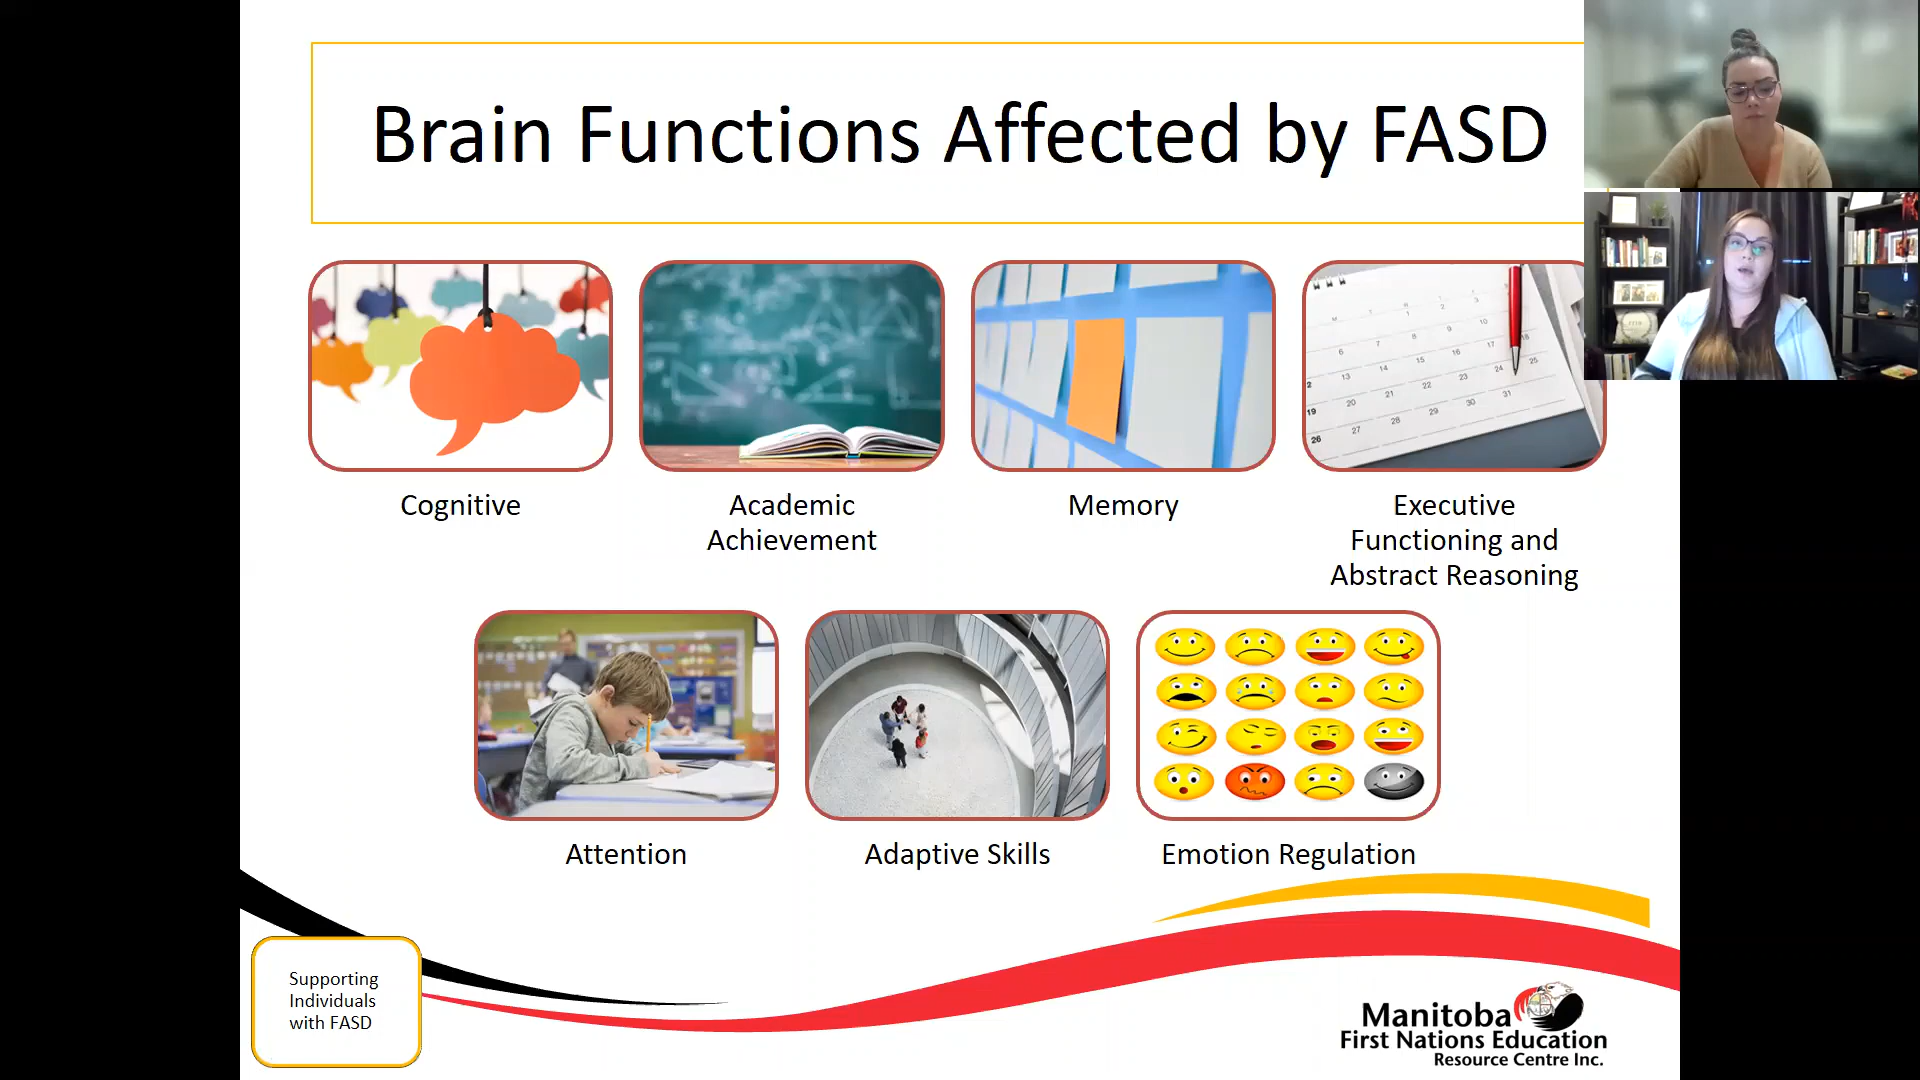 Brain Functions Affected by FASD
Cognitive
Academic
Achievement
Memory
Executive
Functioning and
Abstract Reasoning
Attention
Adaptive Skills
Emotion Regulation
Supporting
Individuals
with FASD
Manitoba
First Nations Education
Resource Centre Inc.